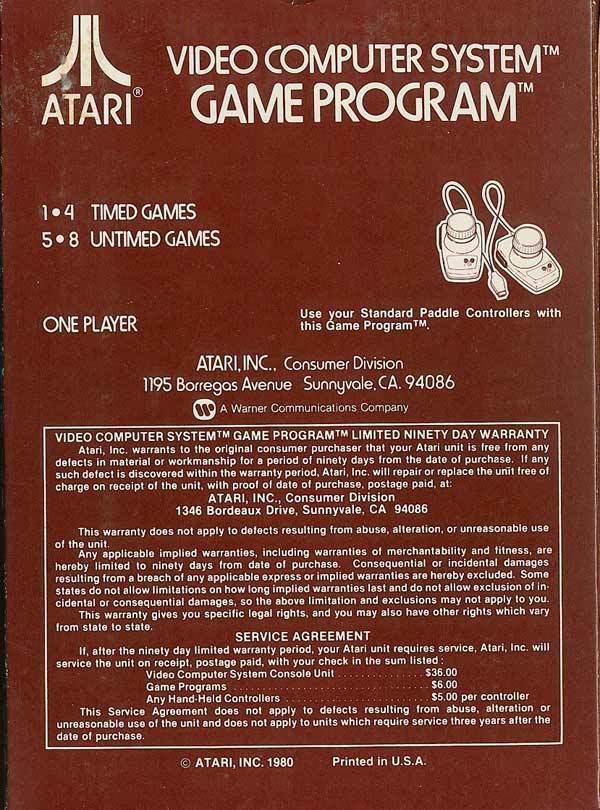 ATARI®
VIDEO COMPUTER SYSTEM™
GAME PROGRAM™
1•4 TIMED GAMES
5•8 UNTIMED GAMES
ONE PLAYER
Use your Standard Paddle Controllers with
this Game Program™.
ATARI, INC., Consumer Division
1195 Borregas Avenue Sunnyvale, CA. 94086
A Warner Communications Company
VIDEO COMPUTER SYSTEM™ GAME PROGRAM™ LIMITED NINETY DAY WARRANTY
Atari, Inc. warrants to the original consumer purchaser that your Atari unit is free from any
defects in material or workmanship for a period of ninety days from the date of purchase. If any
such defect is discovered within the warranty period, Atari, Inc. will repair or replace the unit free of
charge on receipt of the unit, with proof of date of purchase, postage paid, at:
ATARI, INC., Consumer Division
1346 Bordeaux Drive, Sunnyvale, CA 94086
This warranty does not apply to defects resulting from abuse, alteration, or unreasonable use
of the unit.
Any applicable implied warranties, including warranties of merchantability and fitness, are
hereby limited to ninety days from date of purchase. Consequential or incidental damages
resulting from a breach of any applicable express or implied warranties are hereby excluded. Some
states do not allow limitations on how long implied warranties last and do not allow exclusion of in-
cidental or consequential damages, so the above limitation and exclusions may not apply to you.
This warranty gives you specific legal rights, and you may also have other rights which vary
from state to state.
SERVICE AGREEMENT
If, after the ninety day limited warranty period, your Atari unit requires service, Atari, Inc. will
service the unit on receipt, postage paid, with your check in the sum listed:
Video Computer System Console Unit ............... $36.00
Game Programs ............................... $6.00
Any Hand-Held Controllers ...................... $5.00 per controller
This Service Agreement does not apply to defects resulting from abuse, alteration or
unreasonable use of the unit and does not apply to units which require service three years after the
date of purchase.
© ATARI, INC. 1980 Printed in U.S.A.